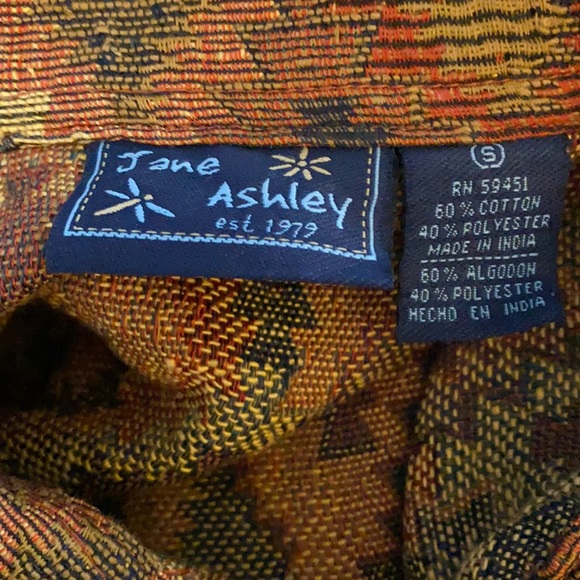 Jane
Ashley
est 1979
S
RN 59451
60% COTTON
40% POLYESTER
MADE IN INDIA
60% ALGODON
40% POLYESTER
HECHO EN INDIA